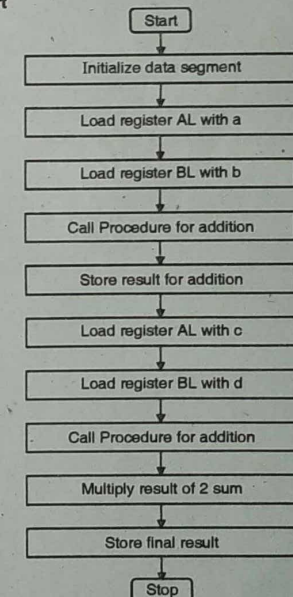 Start
Initialize data segment
Load register AL with a
Load register BL with b
Call Procedure for addition
Store result for addition
Load register AL with c
Load register BL with d
Call Procedure for addition
Multiply result of 2 sum
Store final result
Stop